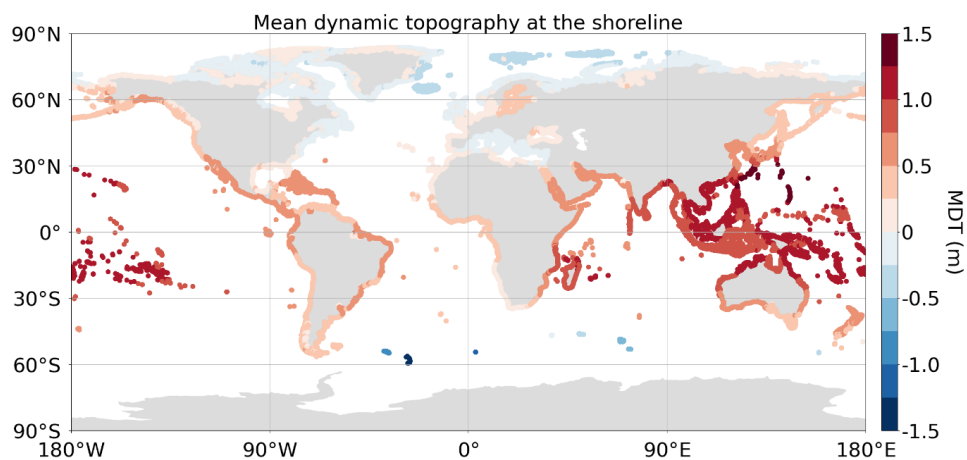 Mean dynamic topography at the shoreline
90°N
60°N
30°N
0°
30°S
60°S
90°S
180°W
90°W
0°
90°E
180°E
1.5
1.0
0.5
0
-0.5
-1.0
-1.5
MDT (m)